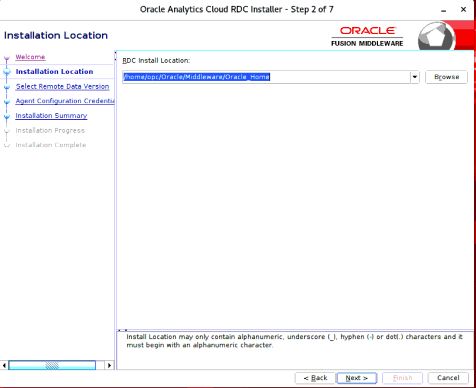 Oracle Analytics Cloud RDC Installer - Step 2 of 7
Installation Location
ORACLE
FUSION MIDDLEWARE
Welcome
Installation Location
Select Remote Data Version
Agent Configuration Credentia
Installation Summary
Installation Progress
Installation Complete
RDC Install Location:
/home/opc/Oracle/Middleware/Oracle_Home
Browse
Install Location may only contain alphanumeric, underscore (_), hyphen (-) or dot(.) characters and it
must begin with an alphanumeric character.
< Back
Next >
Finish
Cancel